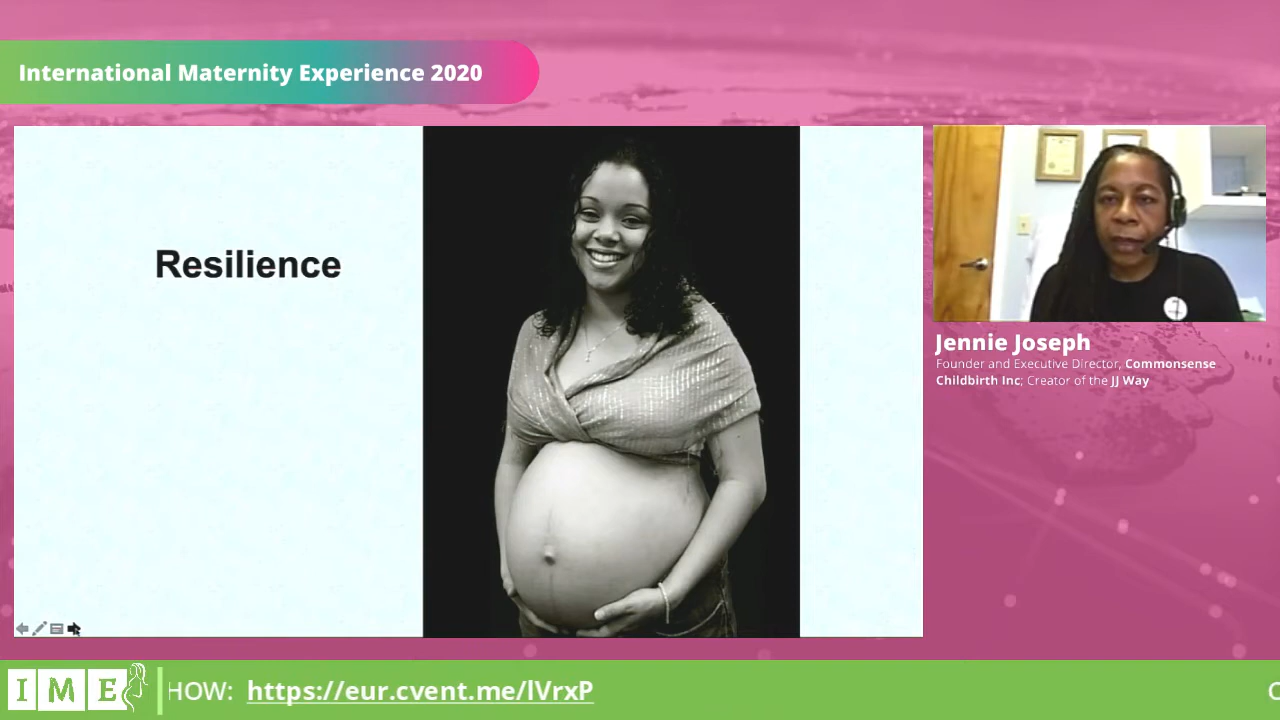 International Maternity Experience 2020
Resilience
Jennie Joseph
Founder and Executive Director, Commonsense
Childbirth Inc; Creator of the JJ Way
IME
HOW: https://eur.cvent.me/lVrxP